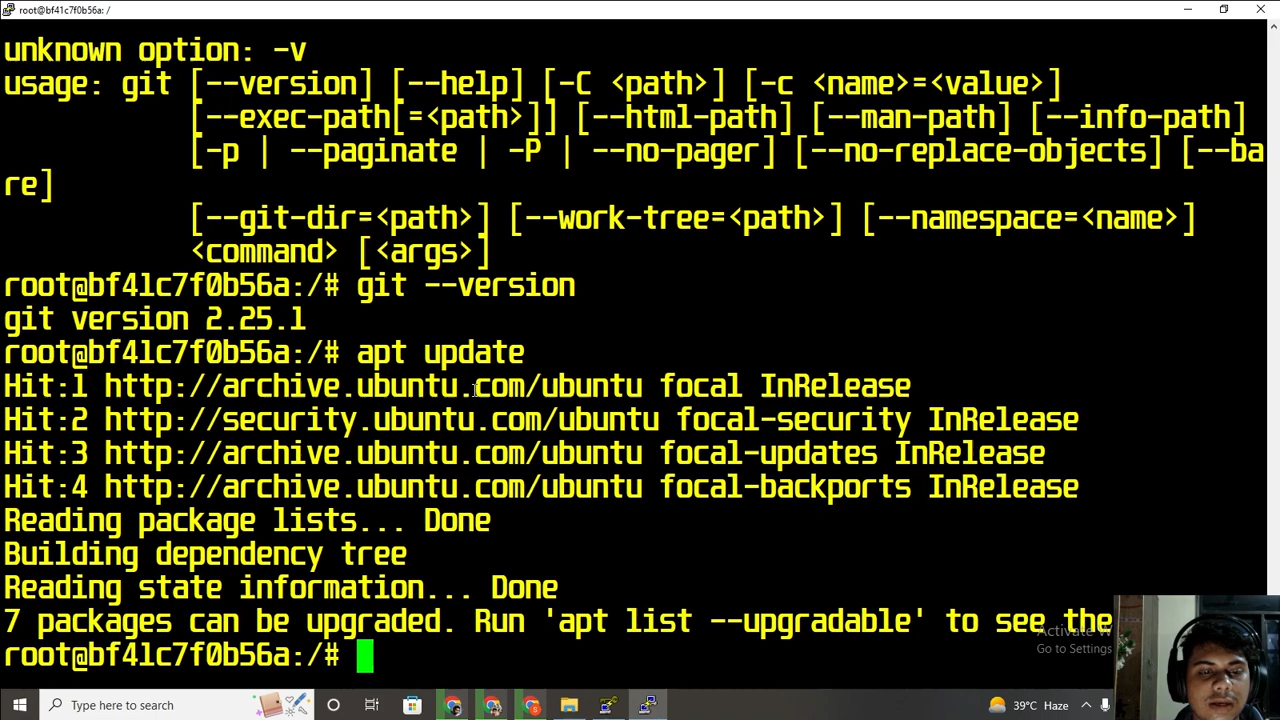 root@bf41c7f0b56a: /
unknown option: -v
usage: git [--version] [--help] [-C <path>] [-c <name>=<value>]
[--exec-path[=<path>]] [--html-path] [--man-path] [--info-path]
[-p | --paginate | -P | --no-pager] [--no-replace-objects] [--ba
re]
[--git-dir=<path>] [--work-tree=<path>] [--namespace=<name>]
<command> [<args>]
root@bf41c7f0b56a:/# git --version
git version 2.25.1
root@bf41c7f0b56a:/# apt update
Hit:1 http://archive.ubuntu.com/ubuntu focal InRelease
Hit:2 http://security.ubuntu.com/ubuntu focal-security InRelease
Hit:3 http://archive.ubuntu.com/ubuntu focal-updates InRelease
Hit:4 http://archive.ubuntu.com/ubuntu focal-backports InRelease
Reading package lists... Done
Building dependency tree
Reading state information... Done
7 packages can be upgraded. Run 'apt list --upgradable' to see the
Activate W
Go to Settings
root@bf41c7f0b56a:/#
Type here to search
39°C Haze